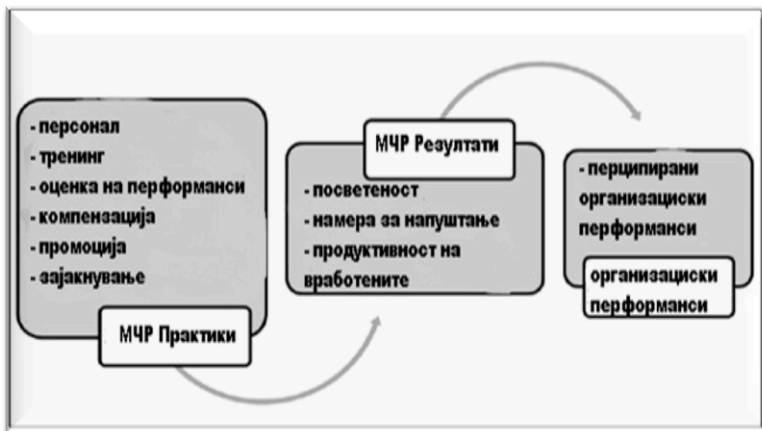 - персонал
- тренинг
- оценка на перформанси
- компензација
- промоција
- зајакнување
МЧР Практики
МЧР Резултати
- посветеност
- намера за напуштање
- продуктивност на
вработените
- перципирани
организациски
перформанси
организациски
перформанси